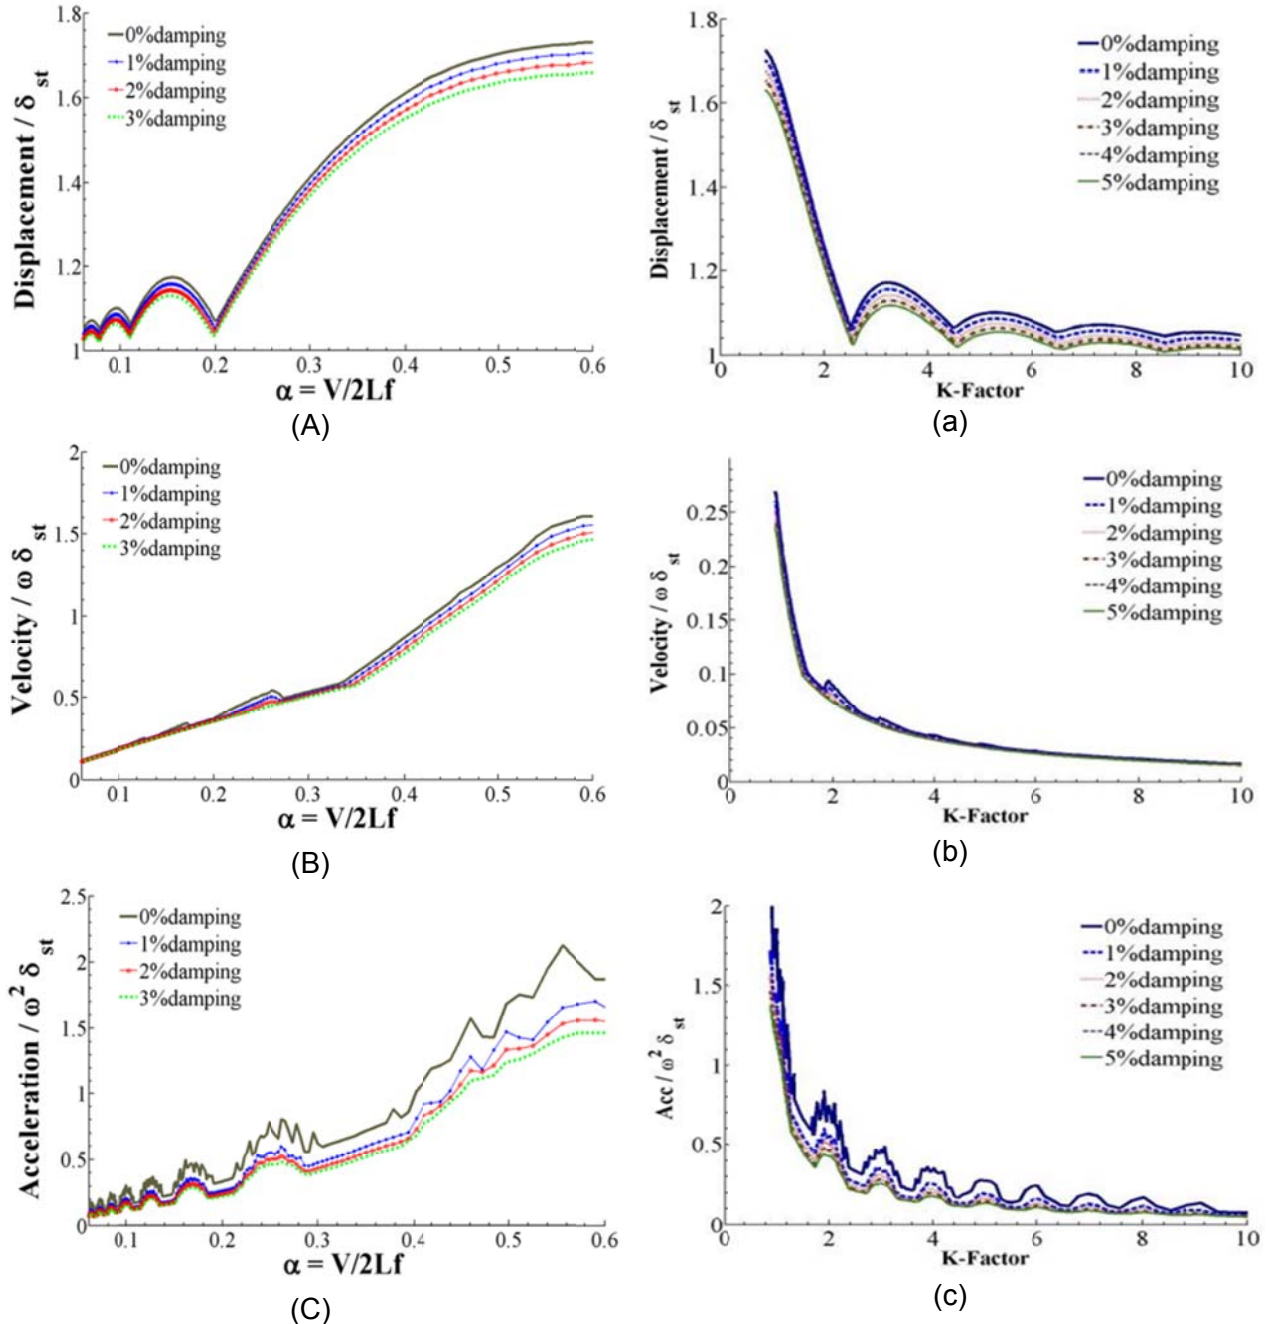 Displacement / δ st
1.8
1.6
1.4
1.2
1
0%damping
1%damping
2%damping
3%damping
0.1 0.2 0.3 0.4 0.5 0.6
α = V/2Lf
(A)
Displacement / δ st
1.8
1.6
1.4
1.2
1
0%damping
1%damping
2%damping
3%damping
4%damping
5%damping
0 2 4 6 8 10
K-Factor
(a)
Velocity / ω δ st
2
1.5
1
0.5
0
0%damping
1%damping
2%damping
3%damping
0.1 0.2 0.3 0.4 0.5 0.6
α = V/2Lf
(B)
Velocity / ω δ st
0.25
0.2
0.15
0.1
0.05
0
0%damping
1%damping
2%damping
3%damping
4%damping
5%damping
0 2 4 6 8 10
K-Factor
(b)
Acceleration / ω² δ st
2.5
2
1.5
1
0.5
0
0%damping
1%damping
2%damping
3%damping
0.1 0.2 0.3 0.4 0.5 0.6
α = V/2Lf
(C)
Acc / ω² δ st
2
1.5
1
0.5
0
0%damping
1%damping
2%damping
3%damping
4%damping
5%damping
0 2 4 6 8 10
K-Factor
(c)